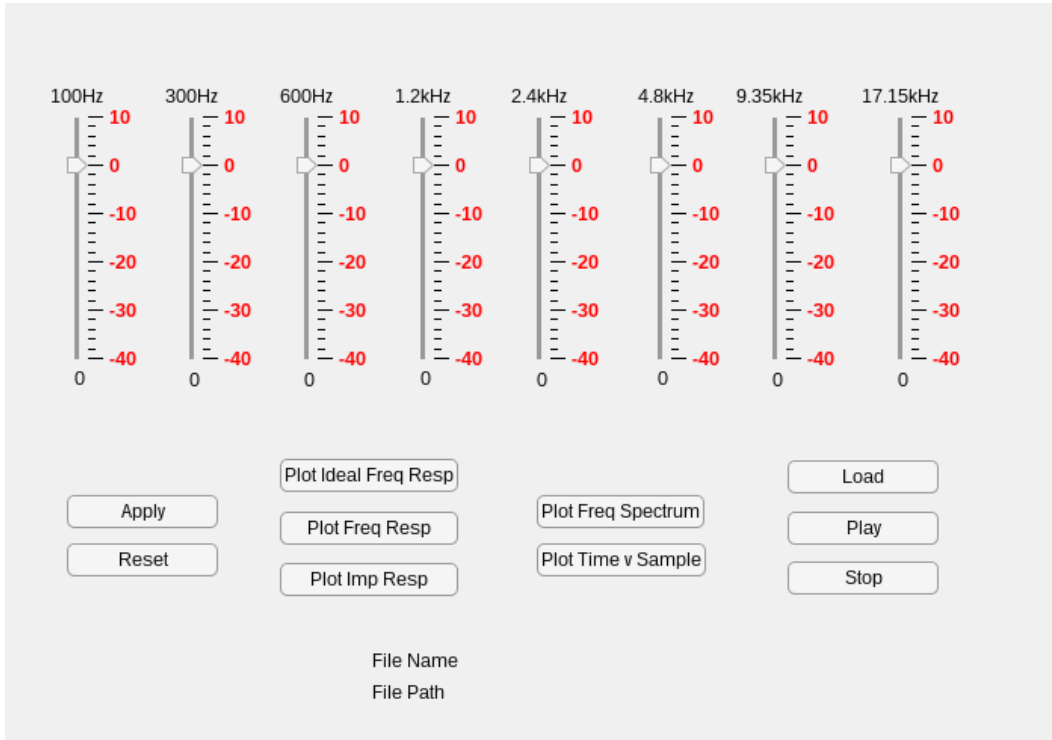 100Hz 300Hz 600Hz 1.2kHz 2.4kHz 4.8kHz 9.35kHz 17.15kHz
10 10 10 10 10 10 10 10
0 0 0 0 0 0 0 0
-10 -10 -10 -10 -10 -10 -10 -10
-20 -20 -20 -20 -20 -20 -20 -20
-30 -30 -30 -30 -30 -30 -30 -30
-40 -40 -40 -40 -40 -40 -40 -40
0 0 0 0 0 0 0 0
Plot Ideal Freq Resp Load
Apply Plot Freq Spectrum
Plot Freq Resp Play
Reset Plot Time v Sample
Plot Imp Resp Stop
File Name
File Path